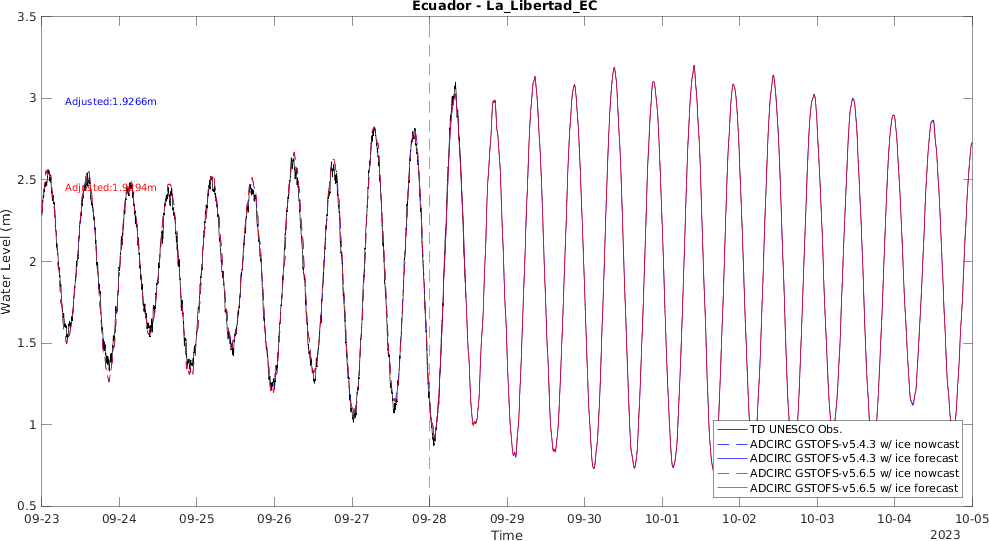 Ecuador - La_Libertad_EC
3.5
3
2.5
2
1.5
1
0.5
Water Level (m)
Adjusted:1.9266m
TD UNESCO Obs.
ADCIRC GSTOFS-v5.4.3 w/ ice nowcast
ADCIRC GSTOFS-v5.4.3 w/ ice forecast
ADCIRC GSTOFS-v5.6.5 w/ ice nowcast
ADCIRC GSTOFS-v5.6.5 w/ ice forecast
09-23 09-24 09-25 09-26 09-27 09-28 09-29 09-30 10-01 10-02 10-03 10-04 10-05
Time
2023